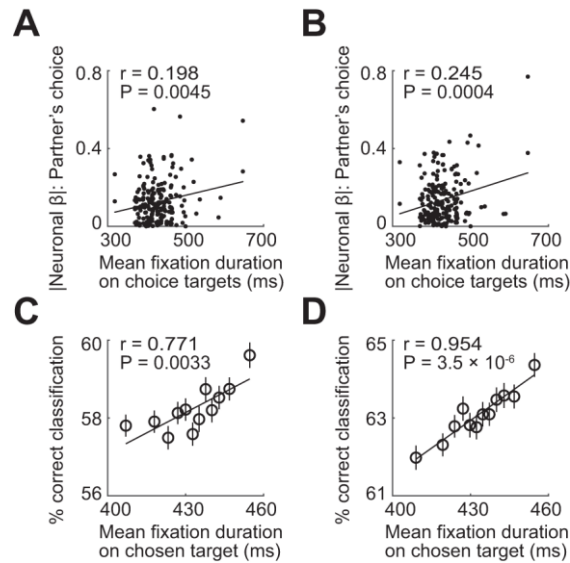 A
|Neuronal β|: Partner's choice
0.8
0.4
0
r = 0.198
P = 0.0045
300 500 700
Mean fixation duration
on choice targets (ms)
B
|Neuronal β|: Partner's choice
0.8
0.4
0
r = 0.245
P = 0.0004
300 500 700
Mean fixation duration
on choice targets (ms)
C
% correct classification
60
58
56
r = 0.771
P = 0.0033
400 430 460
Mean fixation duration
on chosen target (ms)
D
% correct classification
65
63
61
r = 0.954
P = 3.5 × 10⁻⁶
400 430 460
Mean fixation duration
on chosen target (ms)